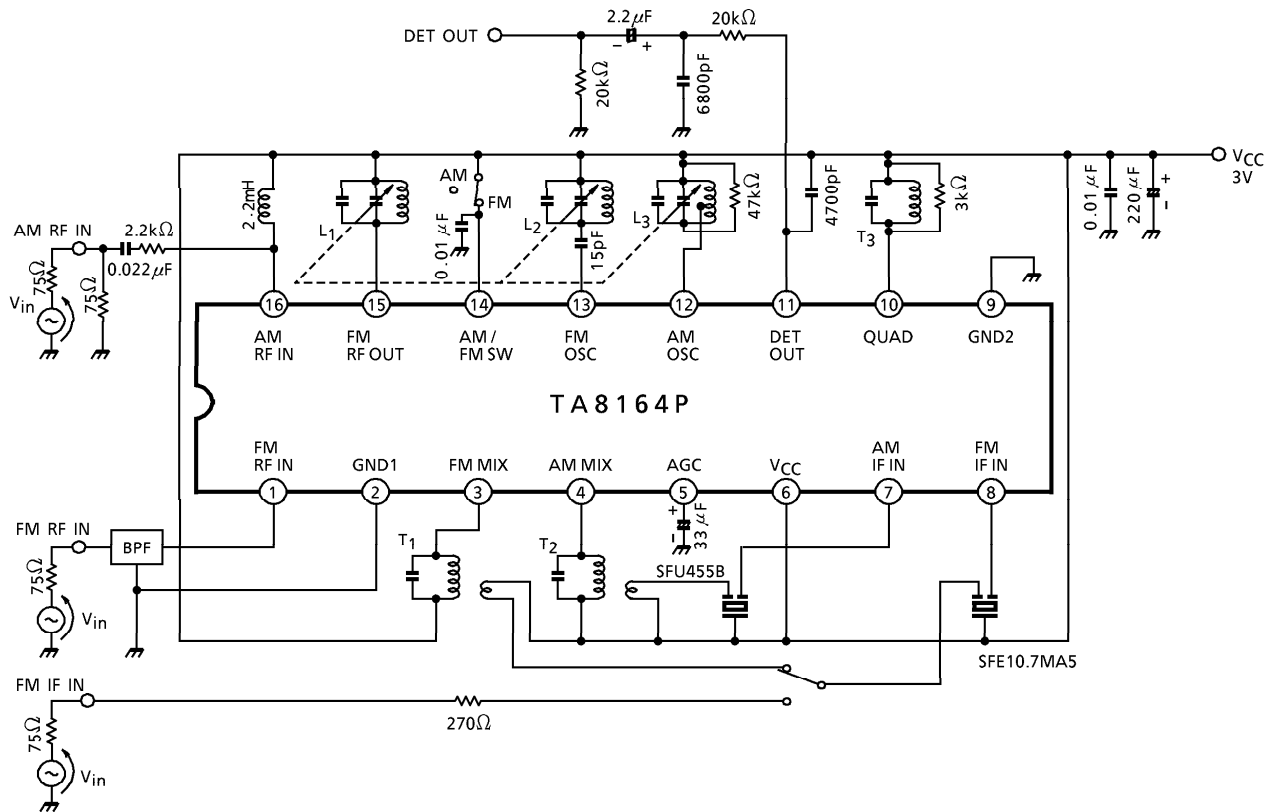 2.2μF
20kΩ
DET OUT
− +
20kΩ
6800pF
VCC
3V
2.2mH
AM
FM
L1
L2
L3
47kΩ
4700pF
3kΩ
T3
0.01μF
220μF
+
−
AM RF IN
2.2kΩ
0.022μF
75Ω
75Ω
Vin
0.01μF
15pF
16 15 14 13 12 11 10 9
AM RF IN
FM RF OUT
AM / FM SW
FM OSC
AM OSC
DET OUT
QUAD
GND2
TA8164P
FM RF IN
GND1
FM MIX
AM MIX
AGC
VCC
AM IF IN
FM IF IN
1 2 3 4 5 6 7 8
+
−
33μF
FM RF IN
BPF
75Ω
Vin
T1
T2
SFU455B
SFE10.7MA5
FM IF IN
270Ω
75Ω
Vin